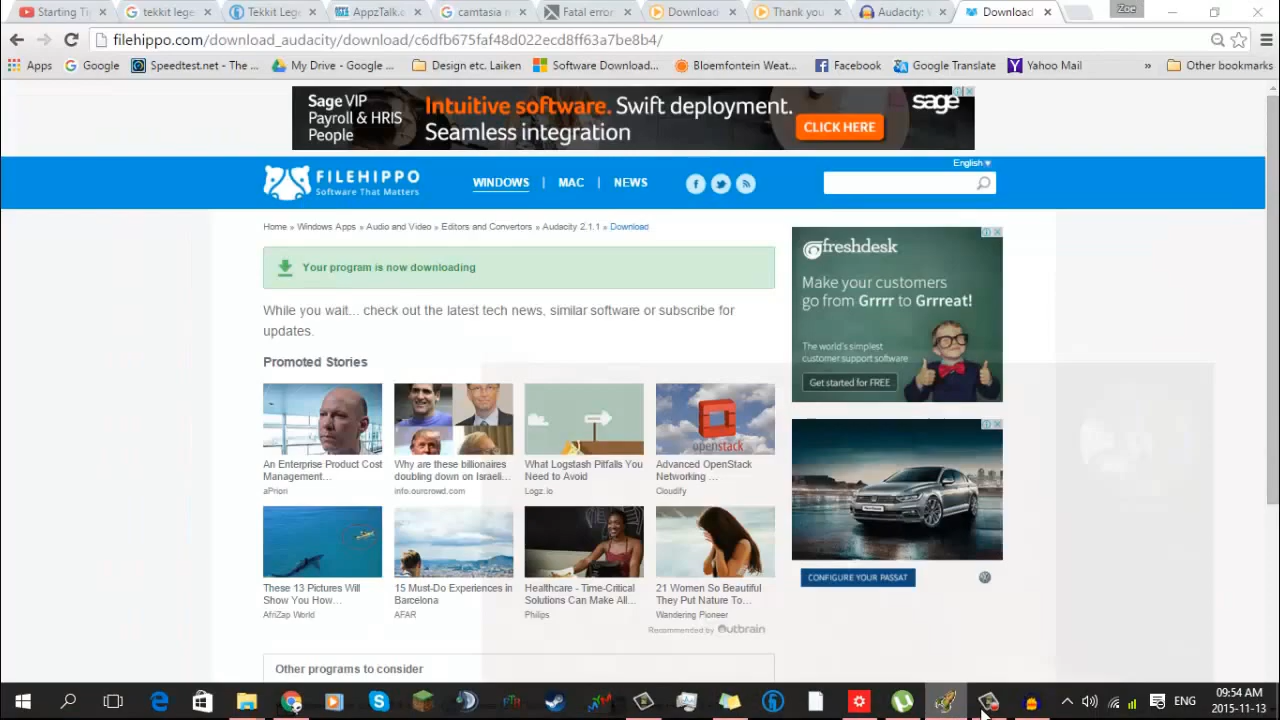 Starting Ti
tekkit lege
Tekkit Leg
AppzTalk.c
camtasia n
Fatal error
Download
Thank you
Audacity: W
Download
Zoe
filehippo.com/download_audacity/download/c6dfb675faf48d022ecd8ff63a7be8b4/
Apps
Google
Speedtest.net - The ...
My Drive - Google ...
Design etc. Laiken
Software Download...
Bloemfontein Weat...
Facebook
Google Translate
Yahoo Mail
»
Other bookmarks
Sage VIP
Payroll & HRIS
People
Intuitive software. Swift deployment.
Seamless integration
CLICK HERE
sage
English
FILEHIPPO
Software That Matters
WINDOWS | MAC | NEWS
Home » Windows Apps » Audio and Video » Editors and Convertors » Audacity 2.1.1 » Download
Your program is now downloading
While you wait... check out the latest tech news, similar software or subscribe for
updates.
Promoted Stories
An Enterprise Product Cost
Management...
aPriori
Why are these billionaires
doubling down on Israeli...
info.ourcrowd.com
What Logstash Pitfalls You
Need to Avoid
Logz.io
openstack
Advanced OpenStack
Networking ...
Cloudify
These 13 Pictures Will
Show You How...
AfriZap World
15 Must-Do Experiences in
Barcelona
AFAR
Healthcare - Time-Critical
Solutions Can Make All...
Philips
21 Women So Beautiful
They Put Nature To...
Wandering Pioneer
Recommended by Outbrain
Other programs to consider
freshdesk
Make your customers
go from Grrrr to Grrreat!
The world's simplest
customer support software
Get started for FREE
CONFIGURE YOUR PASSAT
ENG
09:54 AM
2015-11-13